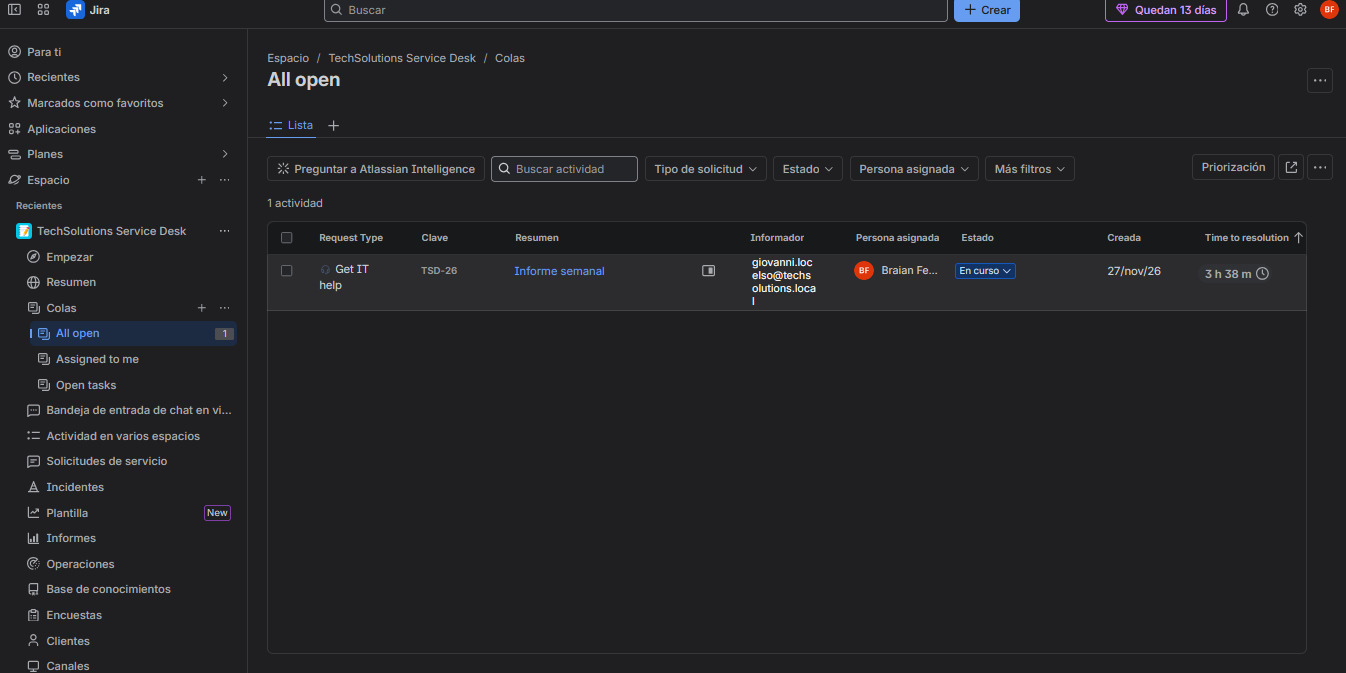 Jira
Buscar
Crear
Quedan 13 días
BF
Para ti
Recientes
Marcados como favoritos
Aplicaciones
Planes
Espacio
Recientes
TechSolutions Service Desk
Empezar
Resumen
Colas
All open 1
Assigned to me
Open tasks
Bandeja de entrada de chat en vi...
Actividad en varios espacios
Solicitudes de servicio
Incidentes
Plantilla New
Informes
Operaciones
Base de conocimientos
Encuestas
Clientes
Canales
Espacio / TechSolutions Service Desk / Colas
All open
Lista
Preguntar a Atlassian Intelligence Buscar actividad Tipo de solicitud Estado Persona asignada Más filtros Priorización
1 actividad
Request Type Clave Resumen Informador Persona asignada Estado Creada Time to resolution
Get IT
help
TSD-26
Informe semanal
giovanni.loc
elso@techs
olutions.loca
l
BF Braian Fe...
En curso
27/nov/26
3 h 38 m